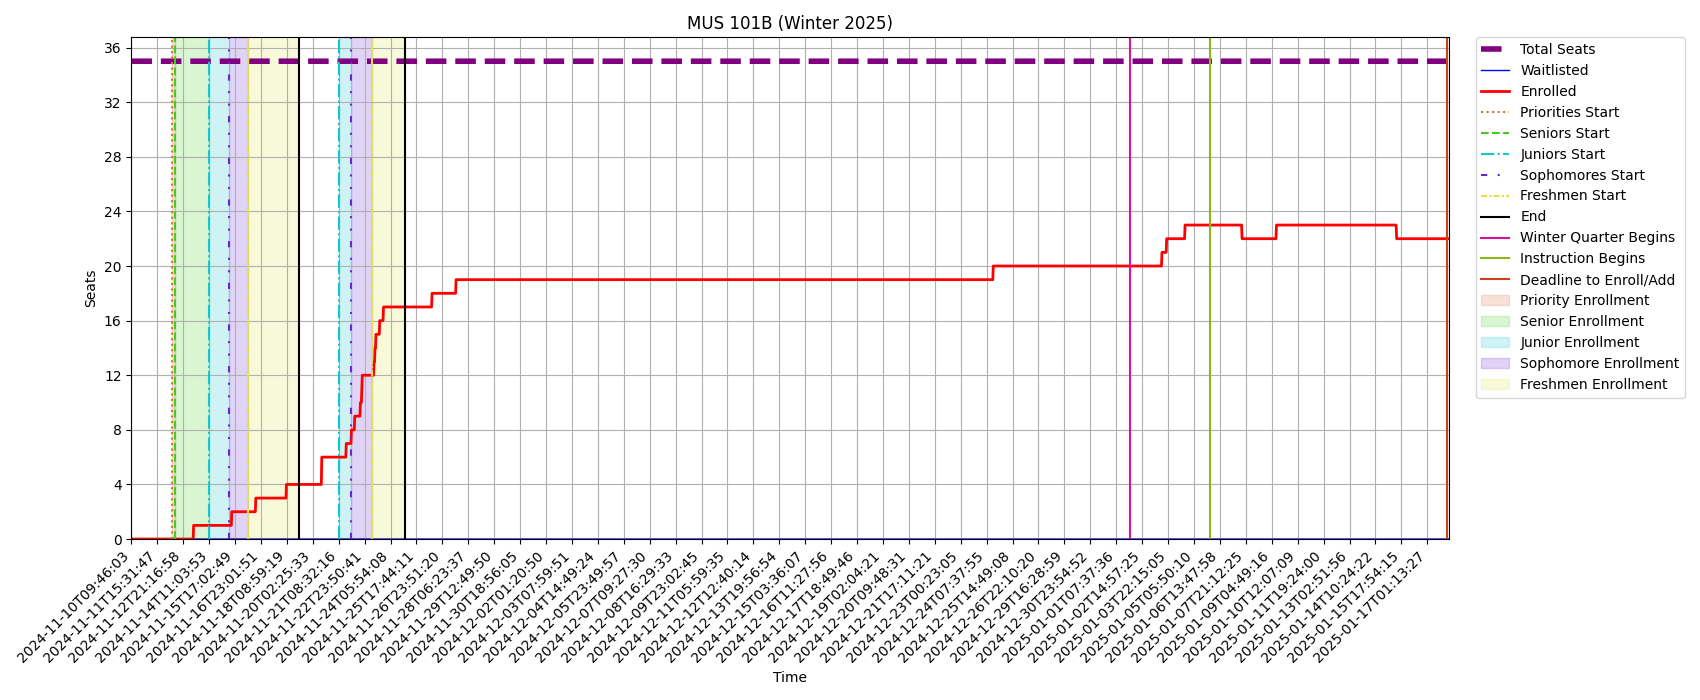 MUS 101B (Winter 2025)
Seats
36
32
28
24
20
16
12
8
4
0
2024-11-10T09:46:03
2024-11-11T15:31:47
2024-11-12T21:16:58
2024-11-14T11:03:53
2024-11-15T17:02:49
2024-11-16T23:01:51
2024-11-18T08:59:19
2024-11-20T02:25:33
2024-11-21T08:32:16
2024-11-22T23:50:41
2024-11-24T05:54:08
2024-11-25T17:44:11
2024-11-26T23:51:20
2024-11-28T06:23:37
2024-11-29T12:49:50
2024-11-30T18:56:05
2024-12-02T01:20:50
2024-12-03T07:59:51
2024-12-04T14:49:24
2024-12-05T23:49:57
2024-12-07T09:27:30
2024-12-08T16:29:33
2024-12-09T23:02:45
2024-12-11T05:59:35
2024-12-12T12:40:14
2024-12-13T19:56:54
2024-12-15T03:36:07
2024-12-16T11:27:56
2024-12-17T18:49:46
2024-12-19T02:04:21
2024-12-20T09:48:31
2024-12-21T17:11:23
2024-12-23T00:23:05
2024-12-24T07:37:55
2024-12-25T14:49:08
2024-12-26T22:10:20
2024-12-29T16:28:59
2024-12-30T23:54:52
2025-01-01T07:37:36
2025-01-02T14:57:25
2025-01-03T22:15:05
2025-01-05T05:50:10
2025-01-06T13:47:58
2025-01-07T21:12:25
2025-01-09T04:49:16
2025-01-10T12:07:09
2025-01-11T19:24:00
2025-01-13T02:51:56
2025-01-14T10:24:22
2025-01-15T17:54:15
2025-01-17T01:13:27
Time
Total Seats
Waitlisted
Enrolled
Priorities Start
Seniors Start
Juniors Start
Sophomores Start
Freshmen Start
End
Winter Quarter Begins
Instruction Begins
Deadline to Enroll/Add
Priority Enrollment
Senior Enrollment
Junior Enrollment
Sophomore Enrollment
Freshmen Enrollment